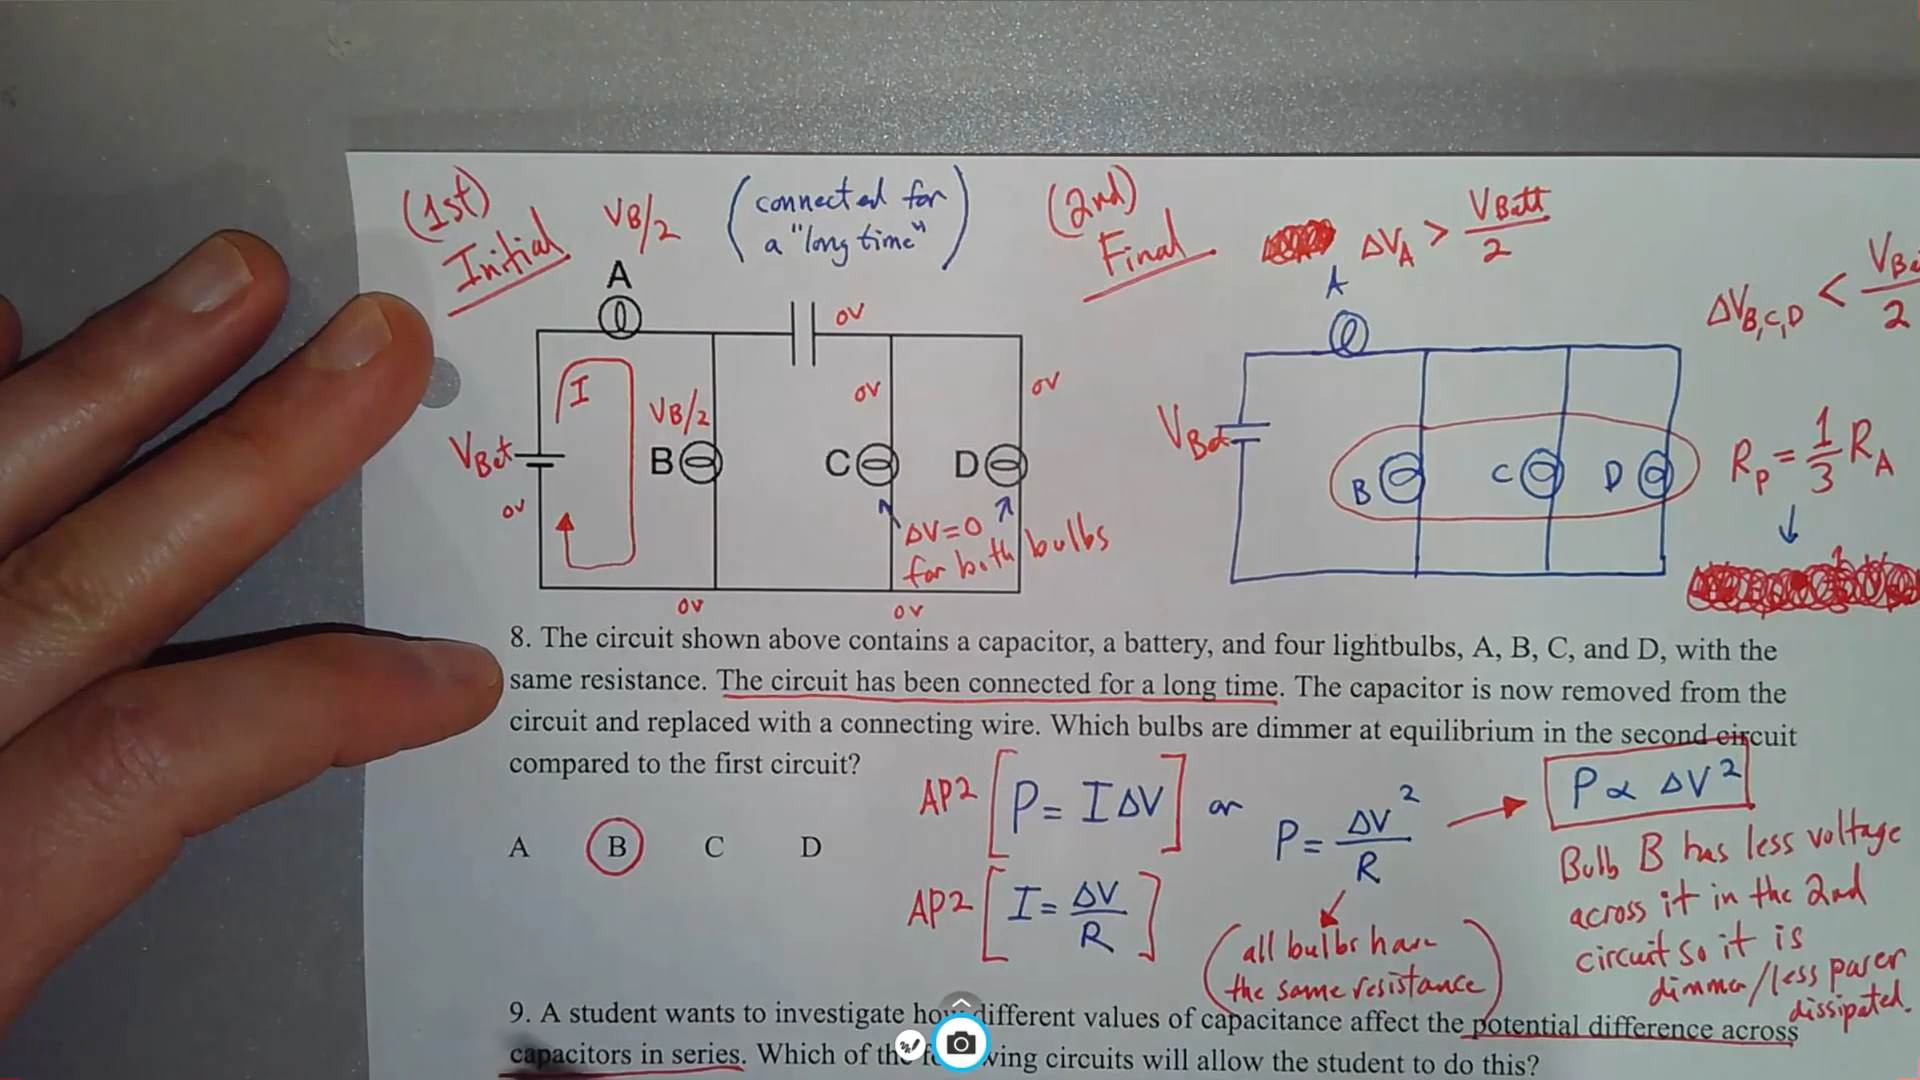 (1st)
Initial
VB/2
(connected for
a "long time")
(2nd)
Final
ΔVA > VBatt/2
A
0V
A
ΔVB,C,D <
2
I
VB/2
0V
0V
VBat
B
C
D
0V
ΔV=0
for both bulbs
0V
0V
VBat
B
C
D
Rp = 1/3 RA
8. The circuit shown above contains a capacitor, a battery, and four lightbulbs, A, B, C, and D, with the
same resistance. The circuit has been connected for a long time. The capacitor is now removed from the
circuit and replaced with a connecting wire. Which bulbs are dimmer at equilibrium in the second circuit
compared to the first circuit?
A B C D
AP2 [P = IΔV] or P = ΔV²/R → P ∝ ΔV²
AP2 [I = ΔV/R]
(all bulbs have
the same resistance)
Bulb B has less voltage
across it in the 2nd
circuit so it is
dimmer/less power
dissipated.
9. A student wants to investigate how different values of capacitance affect the potential difference across
capacitors in series. Which of the following circuits will allow the student to do this?